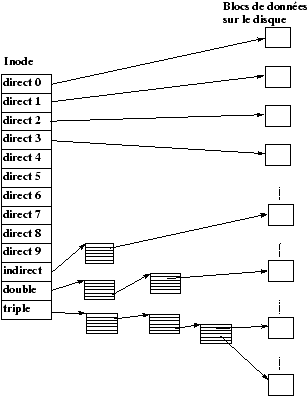 Blocs de données
sur le disque
Inode
direct 0
direct 1
direct 2
direct 3
direct 4
direct 5
direct 6
direct 7
direct 8
direct 9
indirect
double
triple